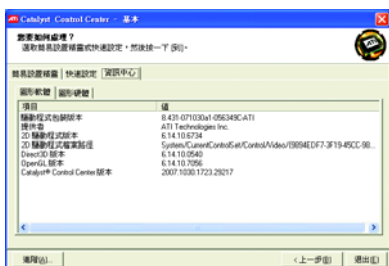 Catalyst Control Center - 基本
您要如何處理？
選取簡易設置精靈或快速設定，然後按一下 [到]。
簡易設置精靈 快速設定 資訊中心
圖形軟體 圖形硬體
項目 值
驅動程式包裝版本 8.431-071030a1-056349C-ATI
提供者 ATI Technologies Inc.
2D 驅動程式版本 6.14.10.6734
2D 驅動程式檔案路徑 System/CurrentControlSet/Control/Video/{9894EDF7-3F19-45CC-98...
Direct3D 版本 6.14.10.0540
OpenGL 版本 6.14.10.7056
Catalyst® Control Center 版本 2007.1030.1723.29217
進階(A)... < 上一步(B) 退出(E)